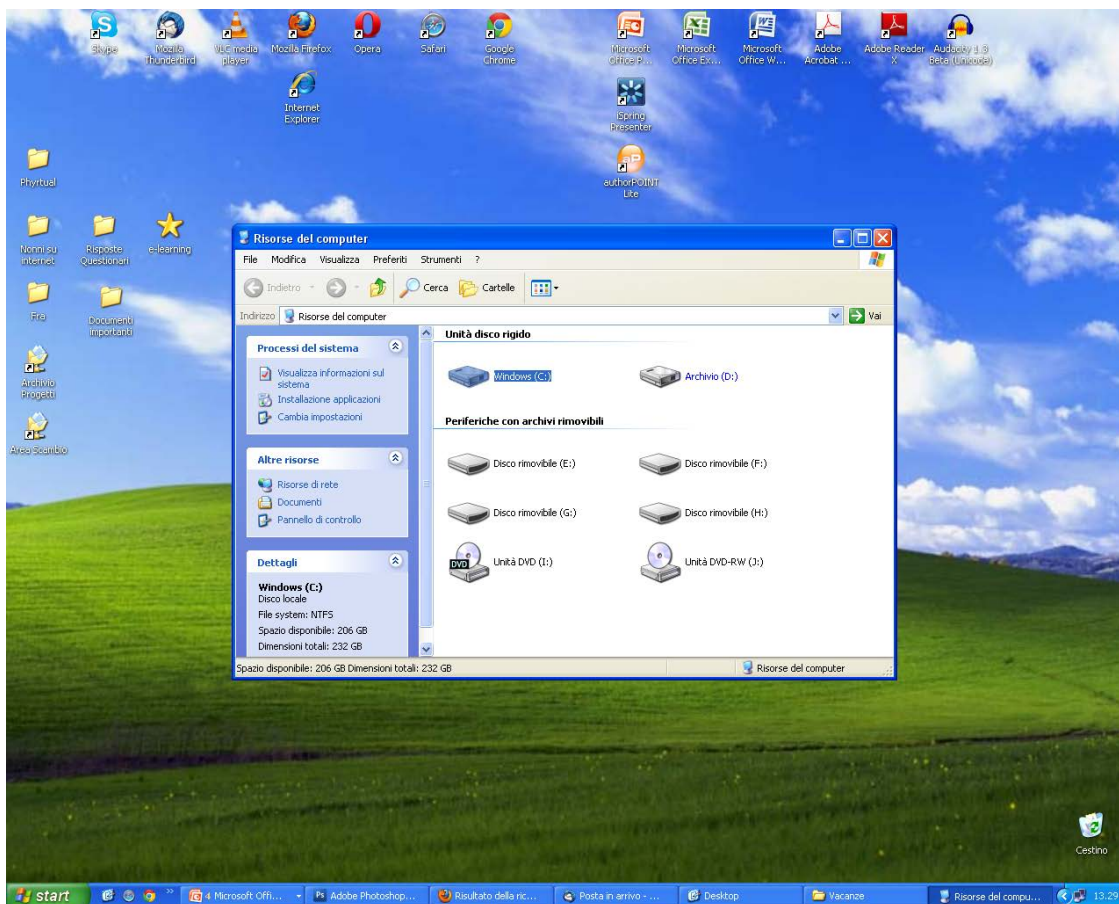 Skype
Mozilla
Thunderbird
VLC media
player
Mozilla Firefox
Opera
Safari
Google
Chrome
Microsoft
Office P...
Microsoft
Office Ex...
Microsoft
Office W...
Adobe
Acrobat ...
Adobe Reader
X
Audacity 1.3
Beta (Unicode)
Internet
Explorer
iSpring
Presenter
Phyrtual
authorPOINT
Lite
Nonni su
internet
Risposte
Questionari
e-learning
Fra
Documenti
importanti
Archivio
Progetti
Area Scambio
Risorse del computer
File Modifica Visualizza Preferiti Strumenti ?
Indietro Cerca Cartelle
Indirizzo Risorse del computer Vai
Processi del sistema
Visualizza informazioni sul
sistema
Installazione applicazioni
Cambia impostazioni
Altre risorse
Risorse di rete
Documenti
Pannello di controllo
Dettagli
Windows (C:)
Disco locale
File system: NTFS
Spazio disponibile: 206 GB
Dimensioni totali: 232 GB
Unità disco rigido
Windows (C:) Archivio (D:)
Periferiche con archivi rimovibili
Disco rimovibile (E:) Disco rimovibile (F:)
Disco rimovibile (G:) Disco rimovibile (H:)
DVD Unità DVD (I:) Unità DVD-RW (J:)
Spazio disponibile: 206 GB Dimensioni totali: 232 GB Risorse del computer
Cestino
start 4 Microsoft Offi... Adobe Photoshop... Risultato della ric... Posta in arrivo - ... Desktop Vacanze Risorse del compu... 13.29